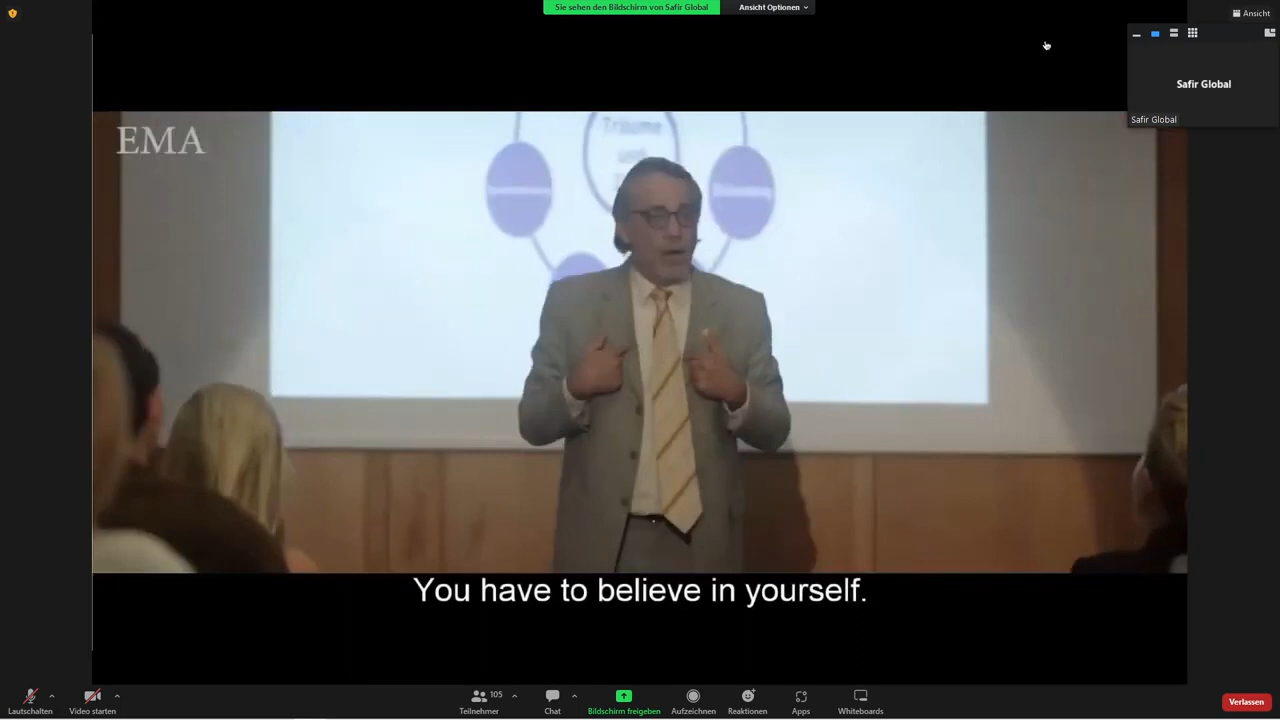 Sie sehen den Bildschirm von Safir Global
Ansicht Optionen
Ansicht
Safir Global
Safir Global
EMA
Träume
You have to believe in yourself.
Lautschalten
Video starten
105
Teilnehmer
Chat
Bildschirm freigeben
Aufzeichnen
Reaktionen
Apps
Whiteboards
Verlassen